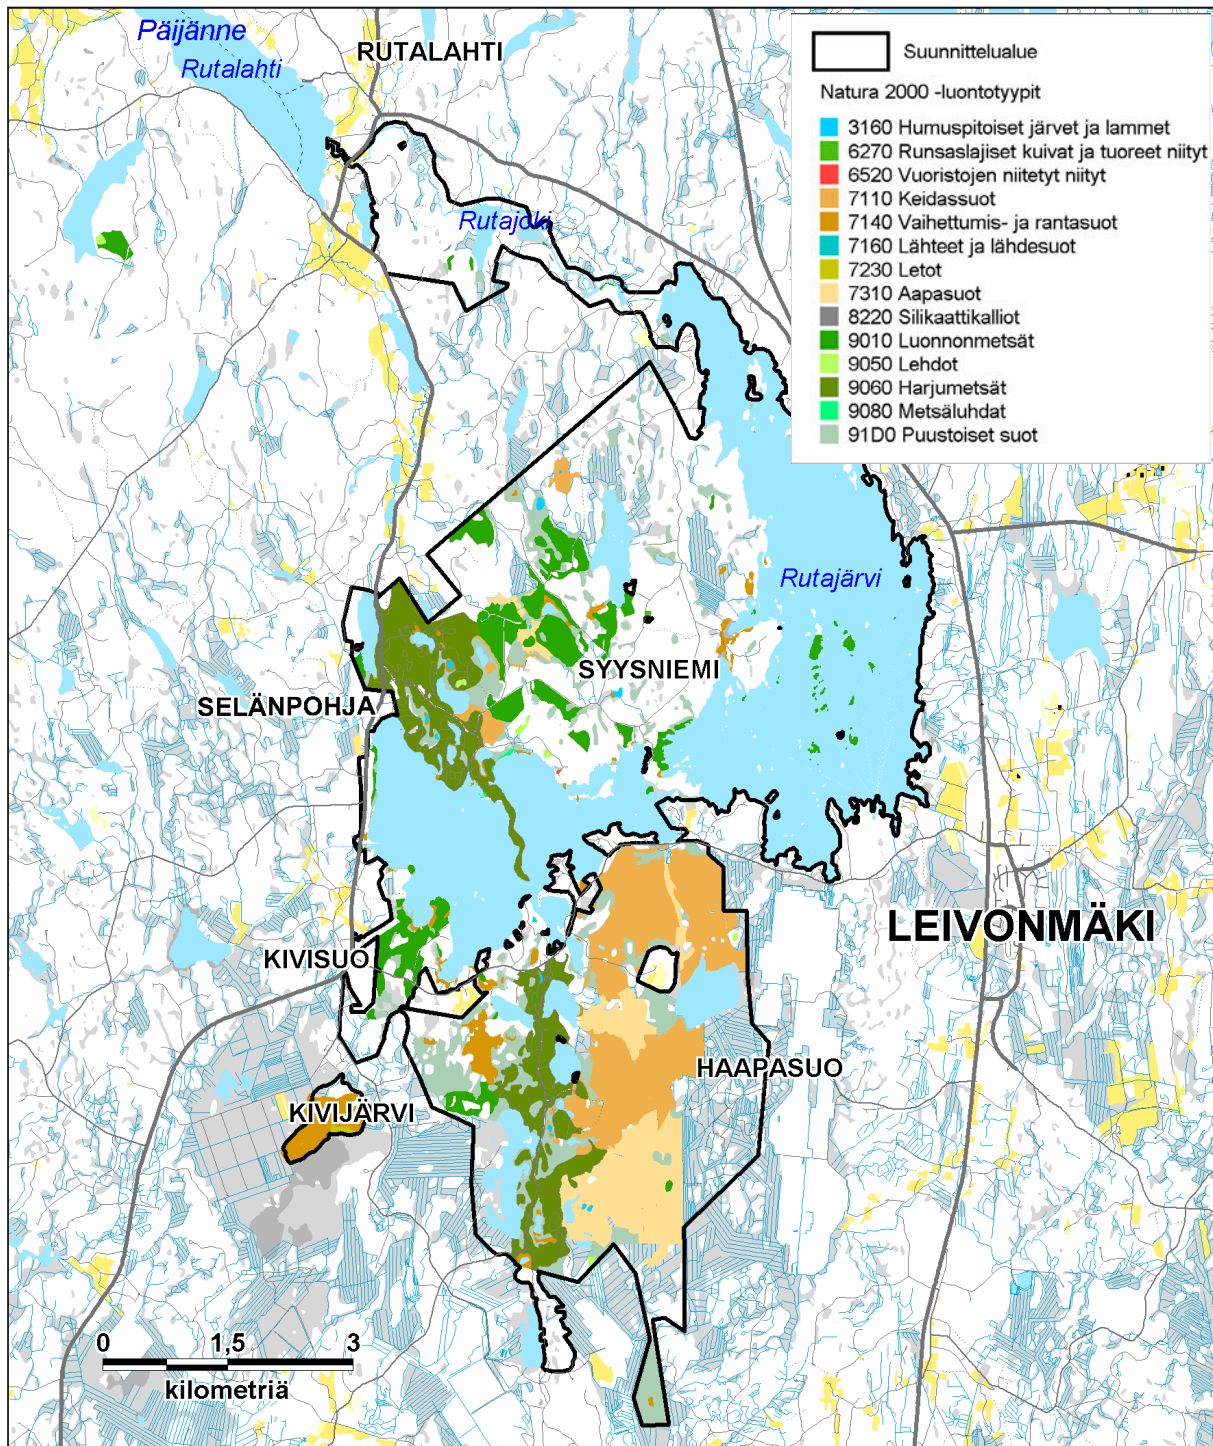 Päijänne
Rutalahti
RUTALAHTI
Suunnittelualue
Natura 2000 -luontotyypit
3160 Humuspitoiset järvet ja lammet
6270 Runsaslajiset kuivat ja tuoreet niityt
6520 Vuoristojen niitetyt niityt
7110 Keidassuot
7140 Vaihettumis- ja rantasuot
7160 Lähteet ja lähdesuot
7230 Letot
7310 Aapasuot
8220 Silikaattikalliot
9010 Luonnonmetsät
9050 Lehdot
9060 Harjumetsät
9080 Metsäluhdat
91D0 Puustoiset suot
Rutajoki
Rutajärvi
SYYSNIEMI
SELÄNPOHJA
LEIVONMÄKI
KIVISUO
HAAPASUO
KIVIJÄRVI
0 1,5 3
kilometriä